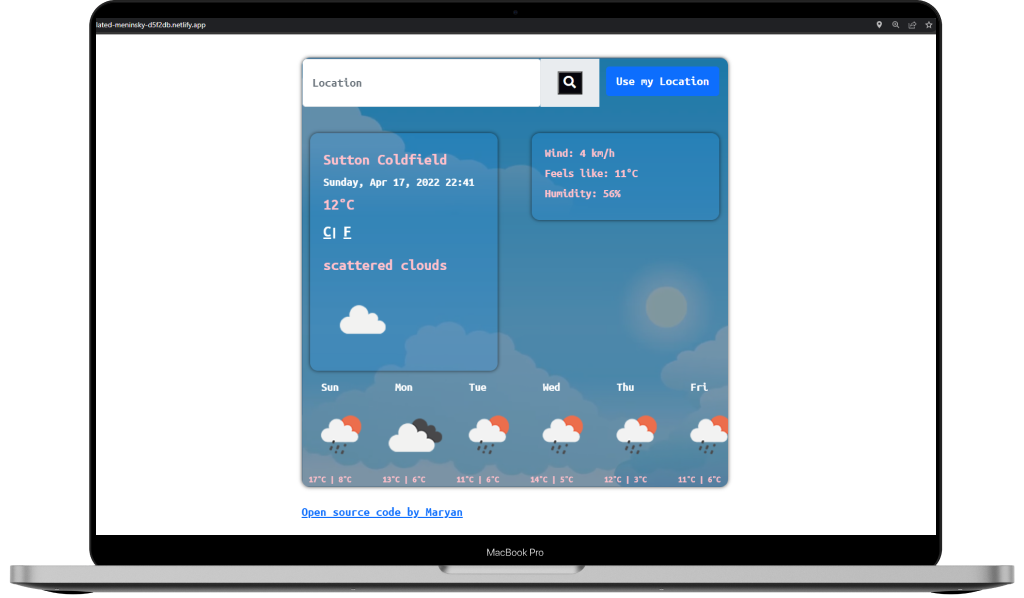 lated-meninsky-d5f2db.netlify.app
Location
Use my Location
Sutton Coldfield
Sunday, Apr 17, 2022 22:41
12°C
C| F
scattered clouds
Wind: 4 km/h
Feels like: 11°C
Humidity: 56%
Sun Mon Tue Wed Thu Fri
17°C | 8°C 13°C | 6°C 11°C | 6°C 14°C | 5°C 12°C | 3°C 11°C | 6°C
Open source code by Maryan
MacBook Pro